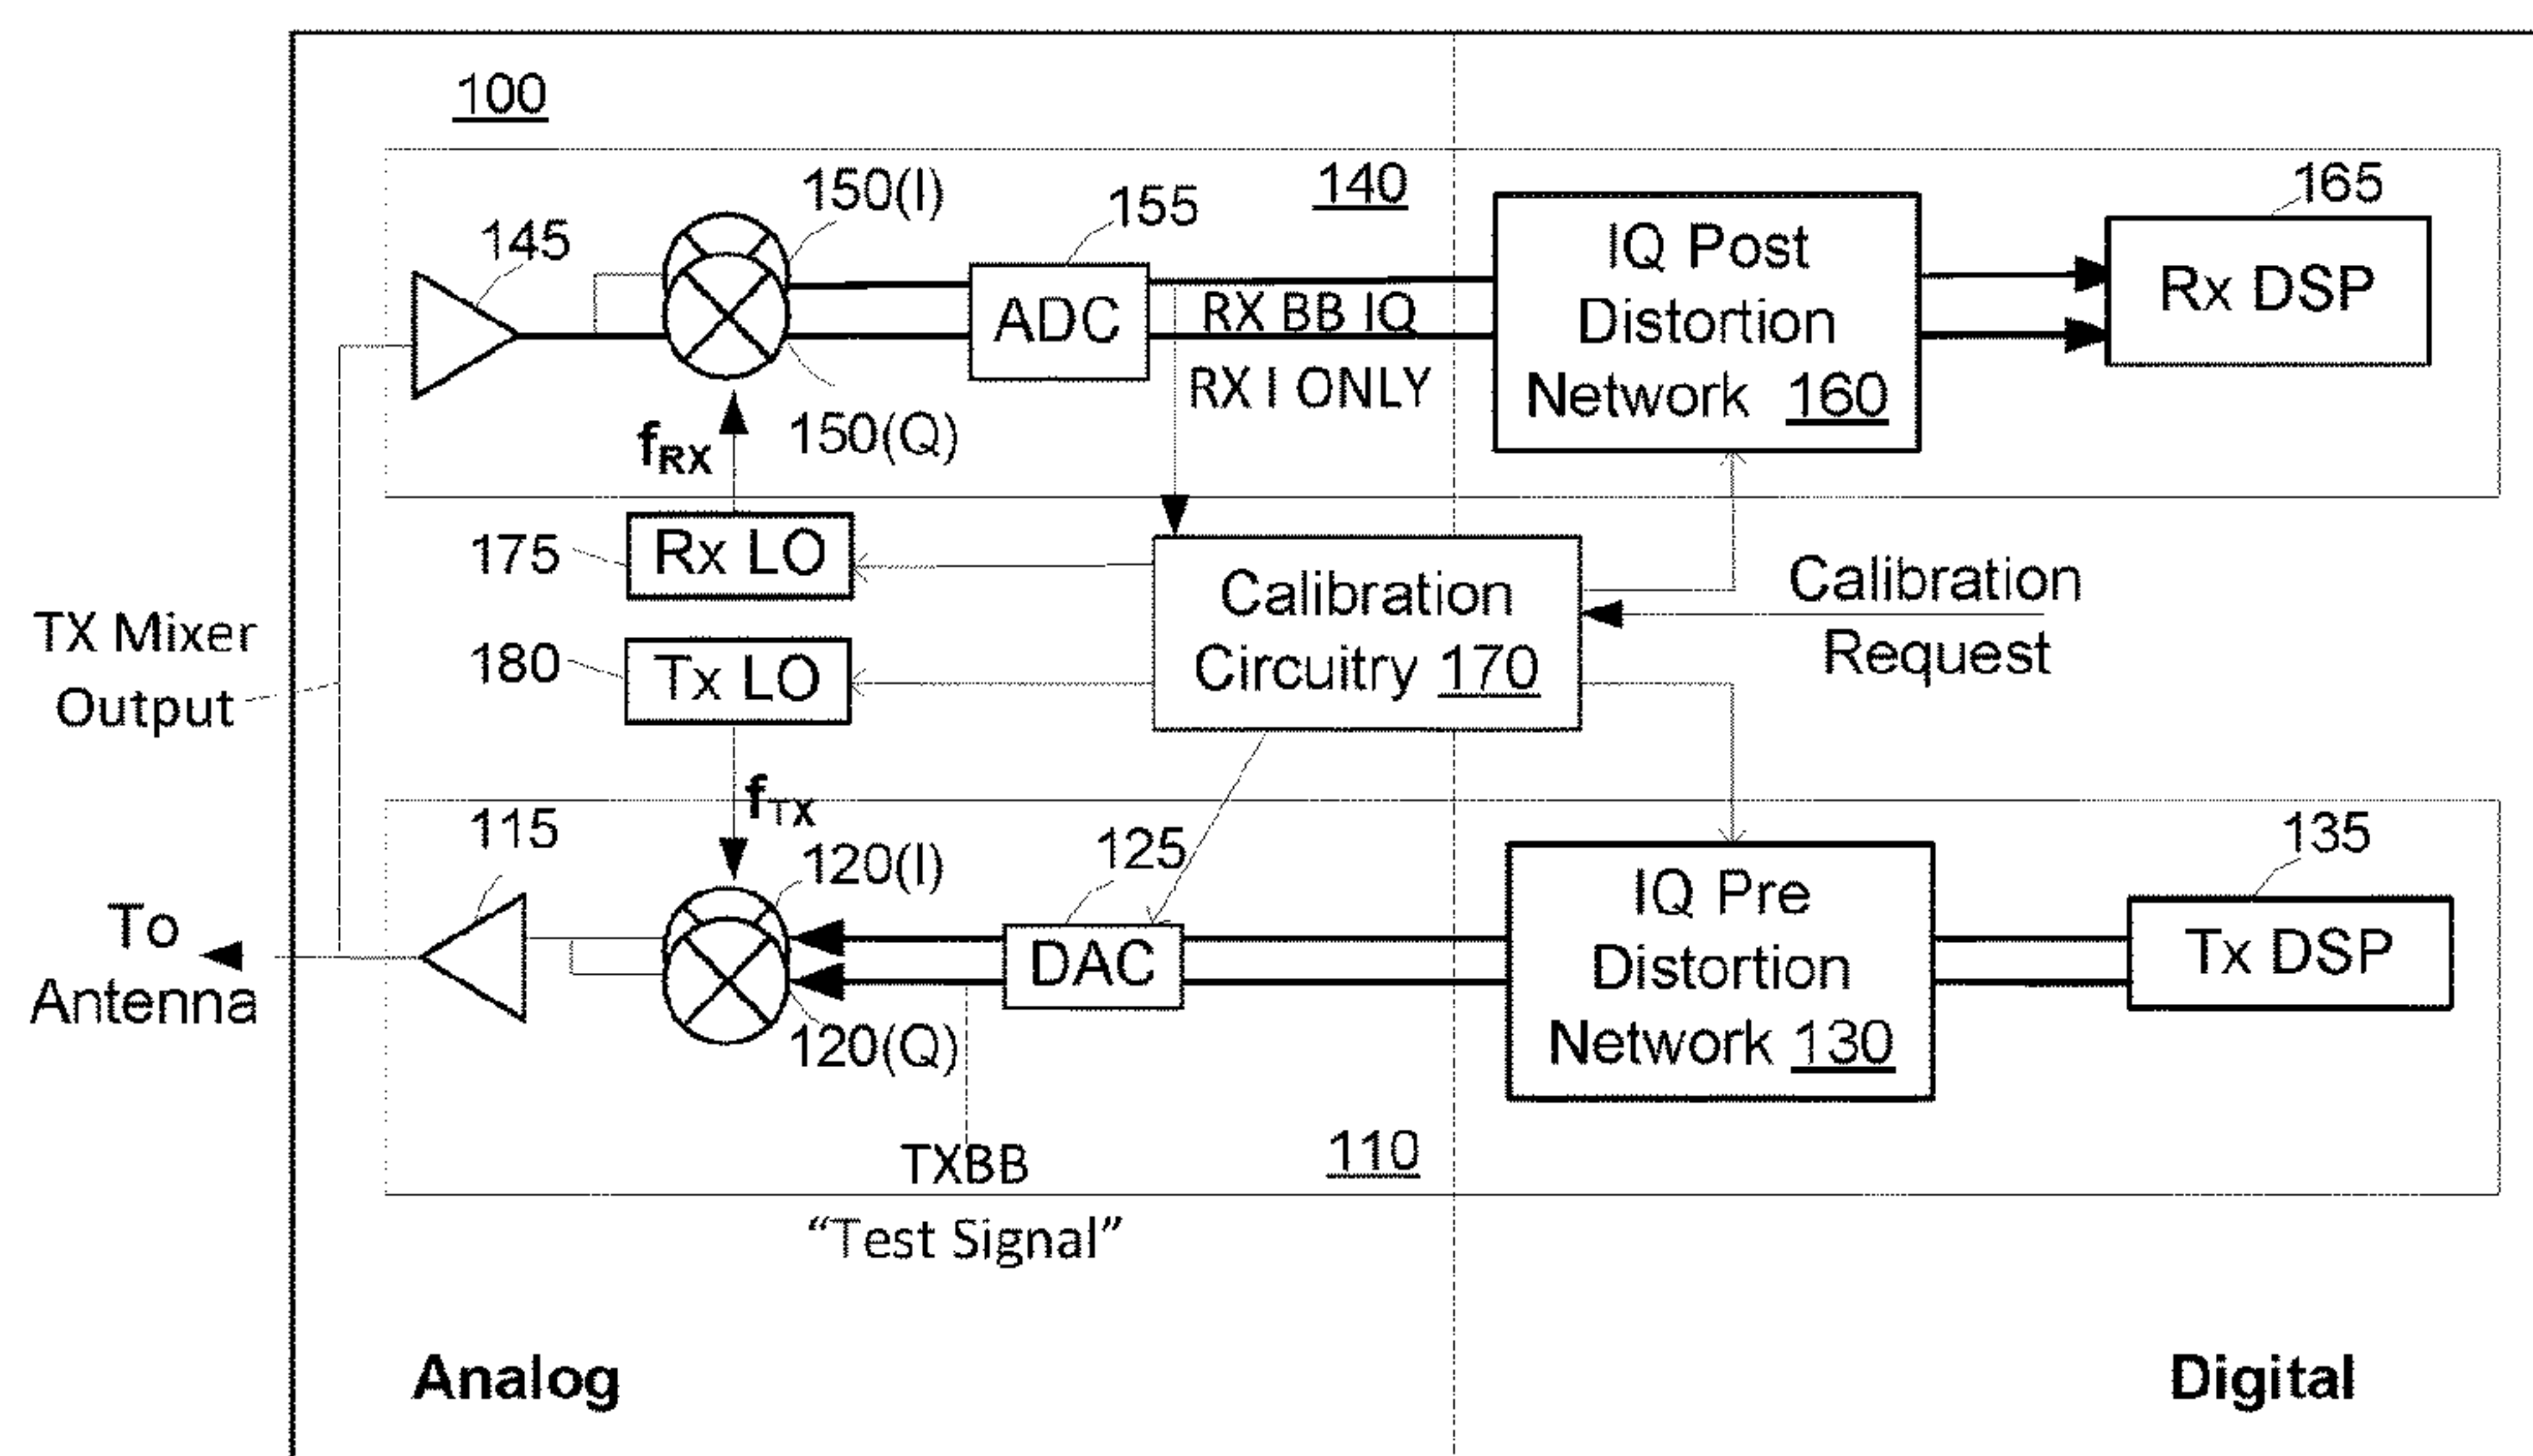 100
140
145
150(I)
155
165
ADC
RX BB IQ
RX I ONLY
IQ Post
Distortion
Network 160
Rx DSP
150(Q)
fRX
175
Rx LO
180
Tx LO
TX Mixer
Output
Calibration
Circuitry 170
Calibration
Request
fTX
115
120(I)
125
135
To
Antenna
DAC
IQ Pre
Distortion
Network 130
Tx DSP
120(Q)
TXBB
110
“Test Signal”
Analog
Digital